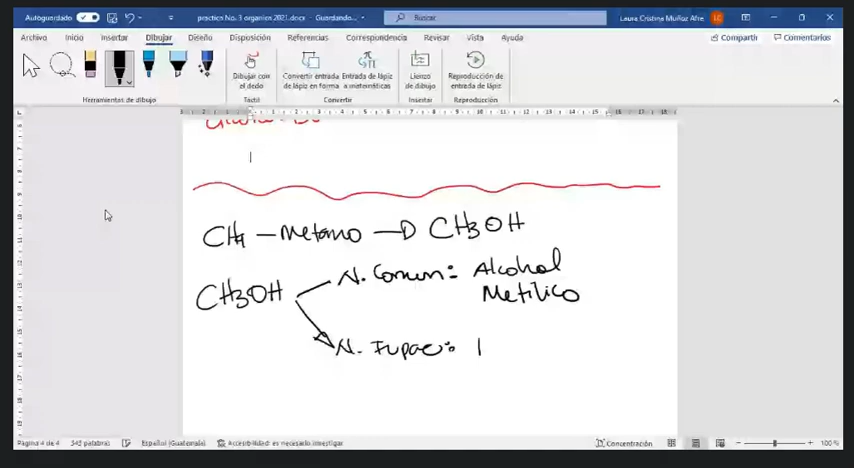 Autoguardado practica No. 3 organica 2021.docx - Guardando... Buscar Laura Cristina Muñoz Alfre LC
Archivo Inicio Insertar Dibujar Diseño Disposición Referencias Correspondencia Revisar Vista Ayuda Compartir Comentarios
Dibujar con el dedo Convertir entrada de lápiz en forma Entrada de lápiz a matemáticas Lienzo de dibujo Reproducción de entrada de lápiz
Herramientas de dibujo Táctil Convertir Insertar Reproducción
CH4 — Metano —D CH3OH
CH3OH N. Comun: Alcohol
Metilico
N. Iupac:
Página 4 de 4 545 palabras Español (Guatemala) Accesibilidad: es necesario investigar Concentración 100 %